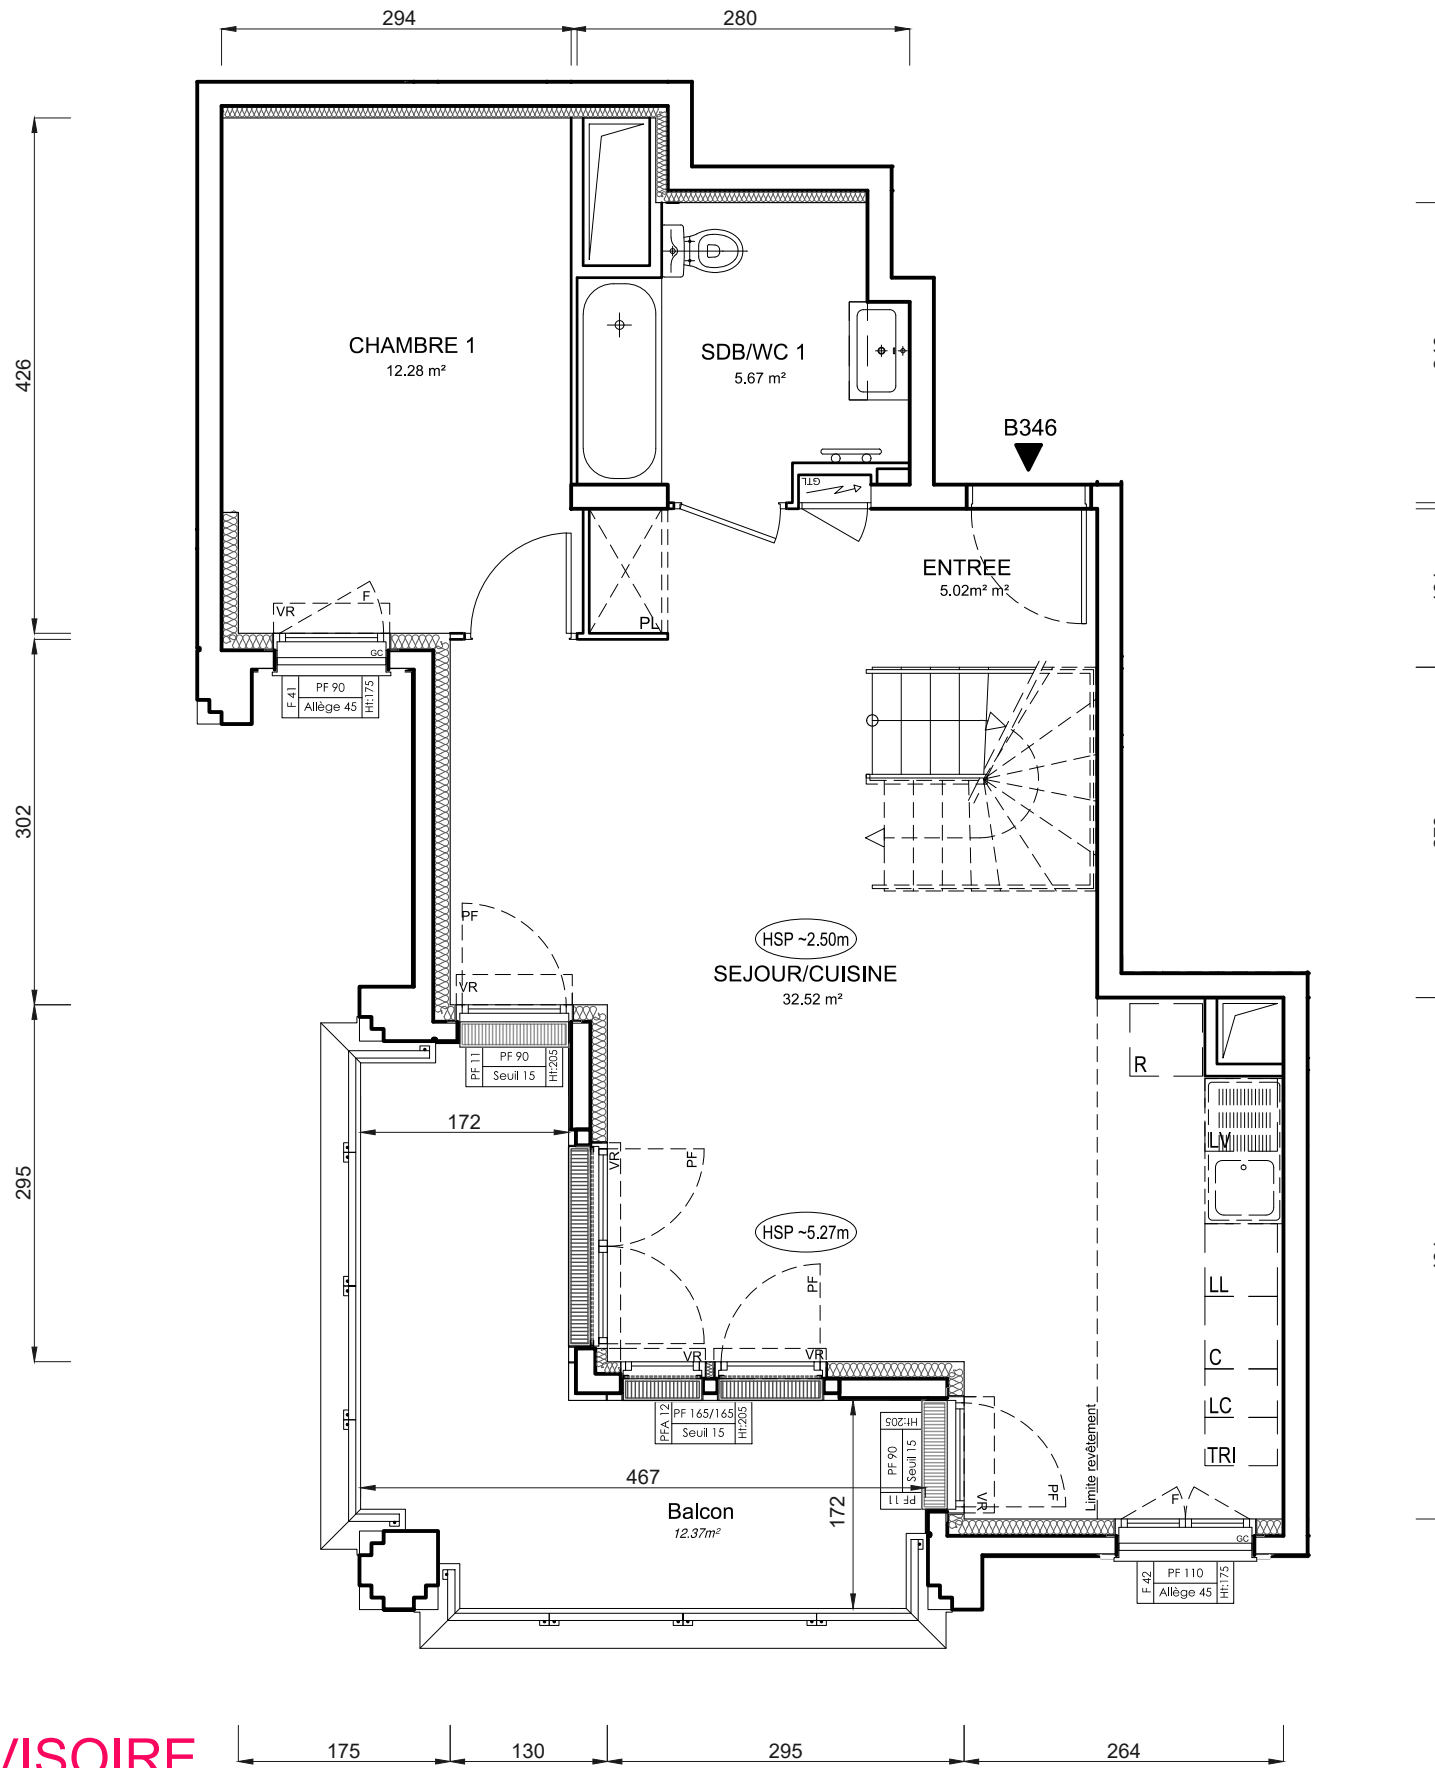 294
280
CHAMBRE 1
12.28 m²
SDB/WC 1
5.67 m²
426
B346
GTL
ENTREE
5.02m² m²
PL
VR
F
GC
F 41
PF 90
Allège 45
Ht:175
302
PF
VR
HSP ~2.50m
SEJOUR/CUISINE
32.52 m²
PF 11
PF 90
Seuil 15
Ht:205
R
172
LV
295
VR
PF
HSP ~5.27m
PF
LL
VR
VR
C
LC
TRI
PFA 12
PF 165/165
Seuil 15
Ht:205
PF 11
PF 90
Seuil 15
Ht:205
VR
PF
Limite revêtement
467
172
Balcon
12.37m²
F
GC
F 42
PF 110
Allège 45
Ht:175
VISOIRE
175
130
295
264